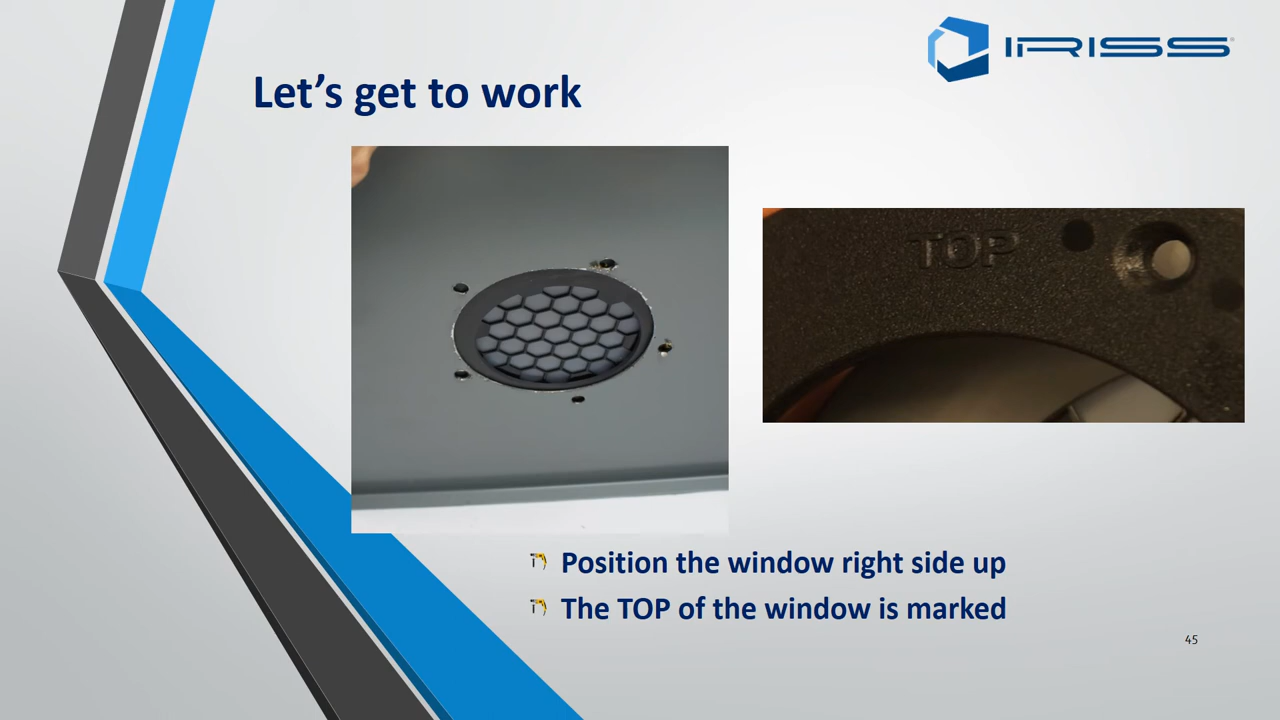 IRISS
Let's get to work
TOP
Position the window right side up
The TOP of the window is marked
45